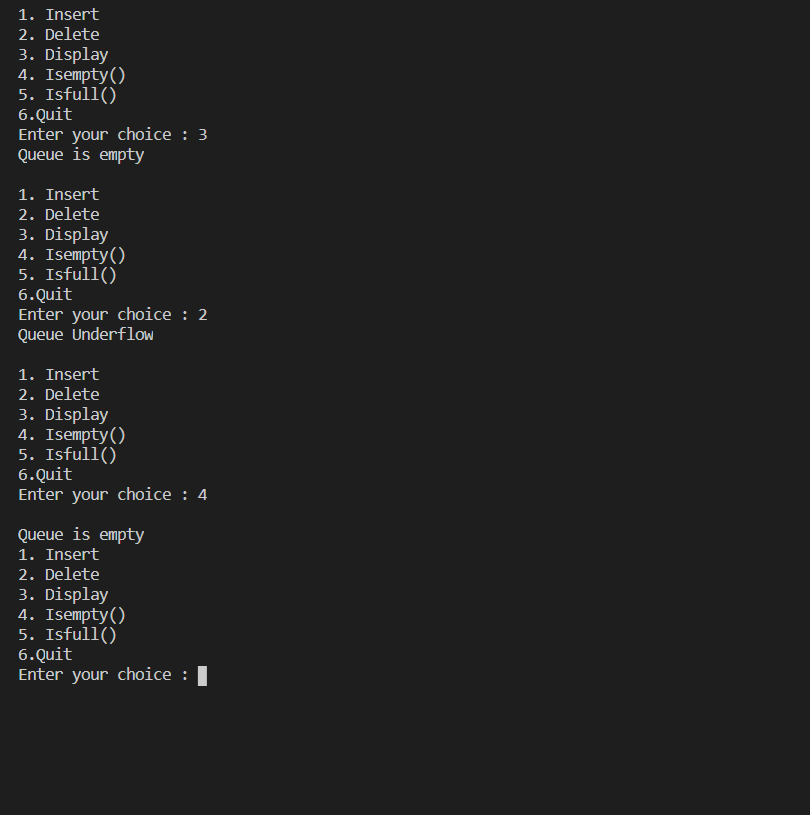 1. Insert
2. Delete
3. Display
4. Isempty()
5. Isfull()
6.Quit
Enter your choice : 3
Queue is empty
1. Insert
2. Delete
3. Display
4. Isempty()
5. Isfull()
6.Quit
Enter your choice : 2
Queue Underflow
1. Insert
2. Delete
3. Display
4. Isempty()
5. Isfull()
6.Quit
Enter your choice : 4
Queue is empty
1. Insert
2. Delete
3. Display
4. Isempty()
5. Isfull()
6.Quit
Enter your choice :